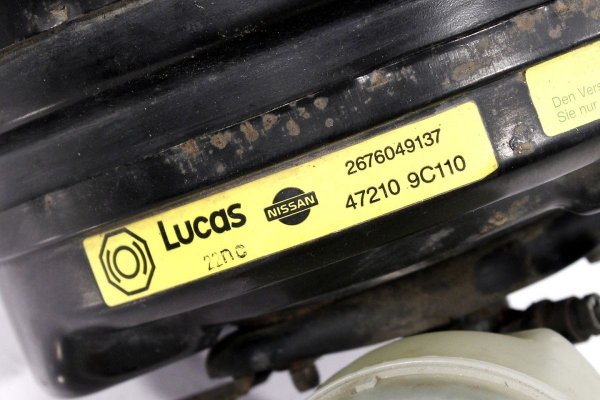 2676049137
Lucas NISSAN 47210 9C110
22NC
Den Vers
Sie nur